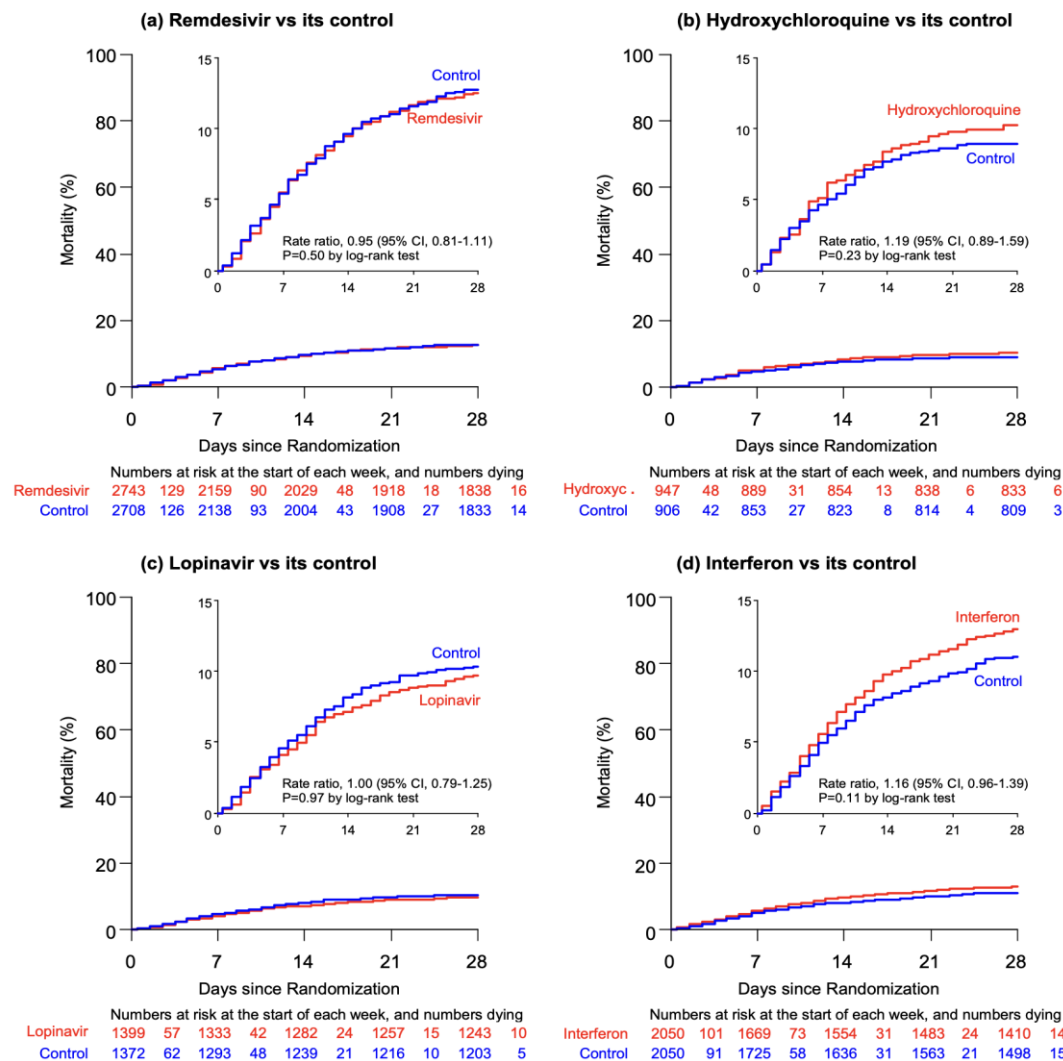 (a) Remdesivir vs its control
100
80
60
40
20
0
Mortality (%)
15
10
5
0
Control
Remdesivir
Rate ratio, 0.95 (95% CI, 0.81-1.11)
P=0.50 by log-rank test
0 7 14 21 28
0 7 14 21 28
Days since Randomization
Numbers at risk at the start of each week, and numbers dying
Remdesivir 2743 129 2159 90 2029 48 1918 18 1838 16
Control 2708 126 2138 93 2004 43 1908 27 1833 14
(b) Hydroxychloroquine vs its control
100
80
60
40
20
0
Mortality (%)
15
10
5
0
Hydroxychloroquine
Control
Rate ratio, 1.19 (95% CI, 0.89-1.59)
P=0.23 by log-rank test
0 7 14 21 28
0 7 14 21 28
Days since Randomization
Numbers at risk at the start of each week, and numbers dying
Hydroxyc . 947 48 889 31 854 13 838 6 833 6
Control 906 42 853 27 823 8 814 4 809 3
(c) Lopinavir vs its control
100
80
60
40
20
0
Mortality (%)
15
10
5
0
Control
Lopinavir
Rate ratio, 1.00 (95% CI, 0.79-1.25)
P=0.97 by log-rank test
0 7 14 21 28
0 7 14 21 28
Days since Randomization
Numbers at risk at the start of each week, and numbers dying
Lopinavir 1399 57 1333 42 1282 24 1257 15 1243 10
Control 1372 62 1293 48 1239 21 1216 10 1203 5
(d) Interferon vs its control
100
80
60
40
20
0
Mortality (%)
15
10
5
0
Interferon
Control
Rate ratio, 1.16 (95% CI, 0.96-1.39)
P=0.11 by log-rank test
0 7 14 21 28
0 7 14 21 28
Days since Randomization
Numbers at risk at the start of each week, and numbers dying
Interferon 2050 101 1669 73 1554 31 1483 24 1410 14
Control 2050 91 1725 58 1636 31 1563 21 1498 15